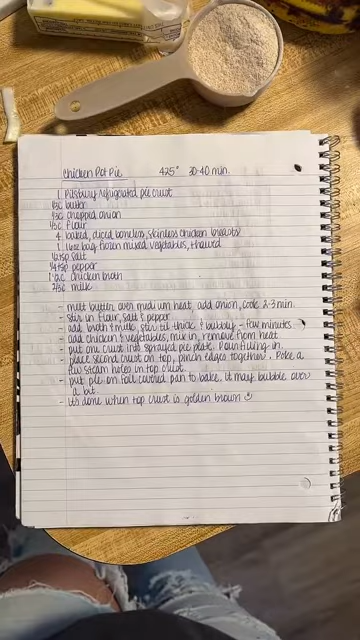 Chicken Pot Pie 425° 30-40 min.
1 Pillsbury refrigerated pie crust
1/3c butter
1/3c chopped onion
1/3c flour
4 baked, diced boneless, skinless chicken breasts
1 16oz bag frozen mixed vegetables, thawed
1/2tsp salt
1/4tsp pepper
chicken broth
2/3c milk
- melt butter over medium heat, add onion, cook 2-3 min.
- stir in flour, salt & pepper
- add broth & milk, stir til thick & bubbly - few minutes
- add chicken & vegetables, mix in, remove from heat
- put one crust into sprayed pie plate. Pour filling in.
- place second crust on top, pinch edges together. Poke a
few steam holes in top crust.
- put pie on foil covered pan to bake. It may bubble over
a bit.
- it's done when top crust is golden brown ☺